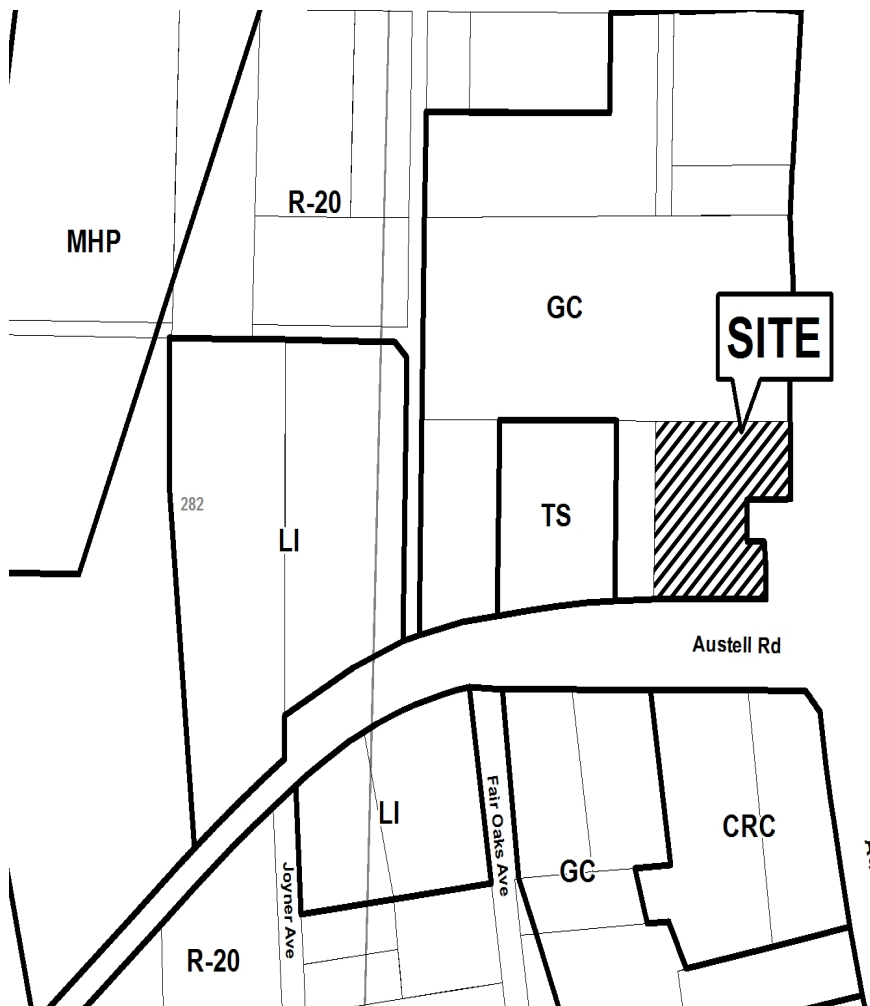 R-20
MHP
GC
SITE
282
TS
LI
Austell Rd
Fair Oaks Ave
LI
CRC
GC
Joyner Ave
R-20